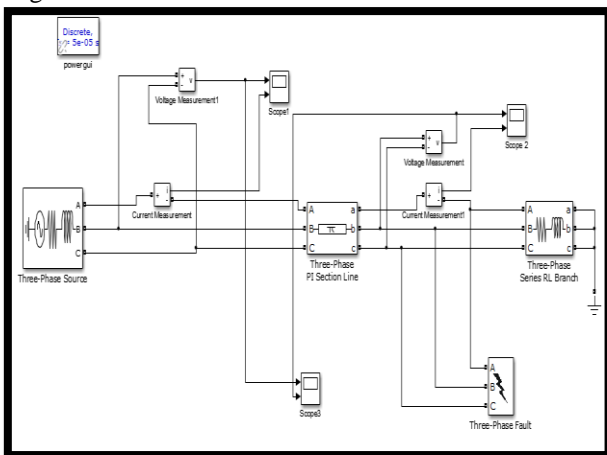 Discrete,
= 5e-05 s
powergui
+
-
v
Voltage Measurement1
Scope1
Scope 2
+
-
v
Voltage Measurement
+
i
-
Current Measurement
+
i
-
Current Measurement1
A
B
C
Three-Phase Source
A
B
C
π
a
b
c
Three-Phase
PI Section Line
A
B
C
a
b
c
Three-Phase
Series RL Branch
Scope3
A
B
C
Three-Phase Fault